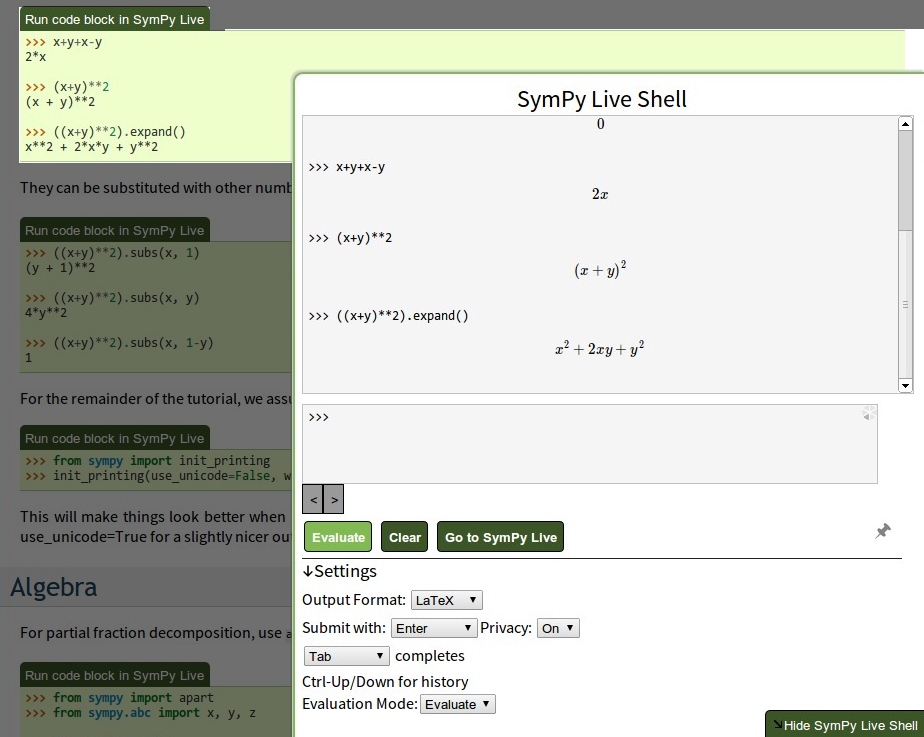 Run code block in SymPy Live
>>> x+y+x-y
2*x
>>> (x+y)**2
(x + y)**2
>>> ((x+y)**2).expand()
x**2 + 2*x*y + y**2
They can be substituted with other numb
Run code block in SymPy Live
>>> ((x+y)**2).subs(x, 1)
(y + 1)**2
>>> ((x+y)**2).subs(x, y)
4*y**2
>>> ((x+y)**2).subs(x, 1-y)
1
For the remainder of the tutorial, we assu
Run code block in SymPy Live
>>> from sympy import init_printing
>>> init_printing(use_unicode=False, w
This will make things look better when
use_unicode=True for a slightly nicer ou
Algebra
For partial fraction decomposition, use a
Run code block in SymPy Live
>>> from sympy import apart
>>> from sympy.abc import x, y, z
SymPy Live Shell
0
>>> x+y+x-y
2x
>>> (x+y)**2
(x + y)²
>>> ((x+y)**2).expand()
x² + 2xy + y²
>>>
< >
Evaluate Clear Go to SymPy Live
↓Settings
Output Format: LaTeX ▼
Submit with: Enter ▼ Privacy: On ▼
Tab ▼ completes
Ctrl-Up/Down for history
Evaluation Mode: Evaluate ▼
↘Hide SymPy Live Shell